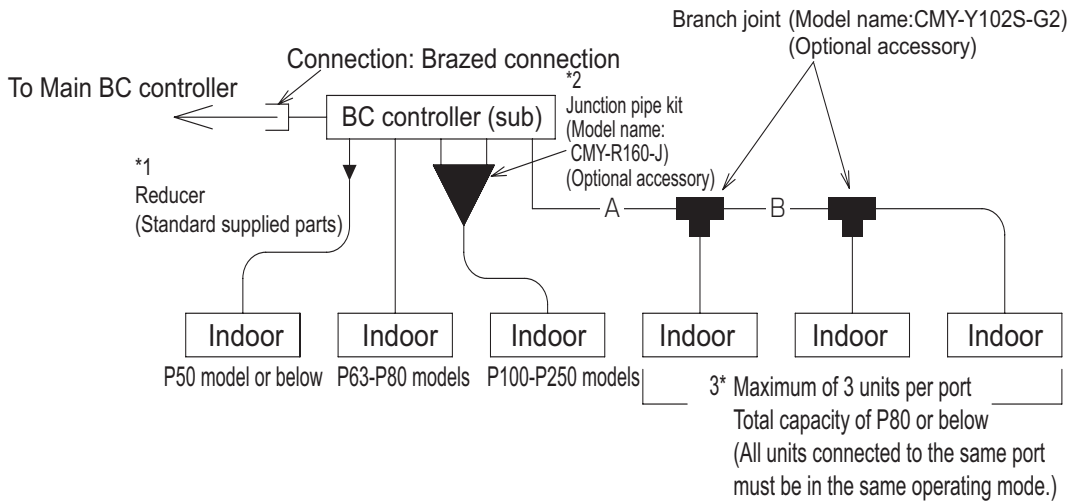 Branch joint (Model name:CMY-Y102S-G2)
(Optional accessory)
Connection: Brazed connection
To Main BC controller
BC controller (sub)
*2
Junction pipe kit
(Model name:
CMY-R160-J)
(Optional accessory)
*1
Reducer
(Standard supplied parts)
A
B
Indoor
Indoor
Indoor
Indoor
Indoor
Indoor
P50 model or below
P63-P80 models
P100-P250 models
3* Maximum of 3 units per port
Total capacity of P80 or below
(All units connected to the same port
must be in the same operating mode.)